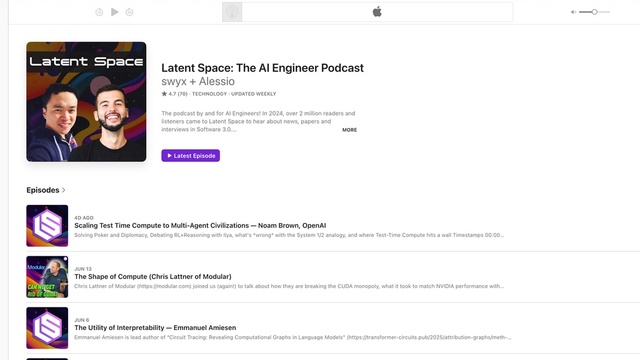 Latent Space
Latent Space: The AI Engineer Podcast
swyx + Alessio
★ 4.7 (70) · TECHNOLOGY · UPDATED WEEKLY
The podcast by and for AI Engineers! In 2024, over 2 million readers and
listeners came to Latent Space to hear about news, papers and
interviews in Software 3.0....
MORE
Latest Episode
Episodes
4D AGO
Scaling Test Time Compute to Multi-Agent Civilizations — Noam Brown, OpenAI
Solving Poker and Diplomacy, Debating RL+Reasoning with Ilya, what's *wrong* with the System 1/2 analogy, and where Test-Time Compute hits a wall Timestamps 00:00...
Modular
CAN WE GET
RID OF CUDA?
JUN 13
The Shape of Compute (Chris Lattner of Modular)
Chris Lattner of Modular (https://modular.com) joined us (again!) to talk about how they are breaking the CUDA monopoly, what it took to match NVIDIA performance with...
JUN 6
The Utility of Interpretability — Emmanuel Amiesen
Emmanuel Amiesen is lead author of "Circuit Tracing: Revealing Computational Graphs in Language Models" (https://transformer-circuits.pub/2025/attribution-graphs/meth...